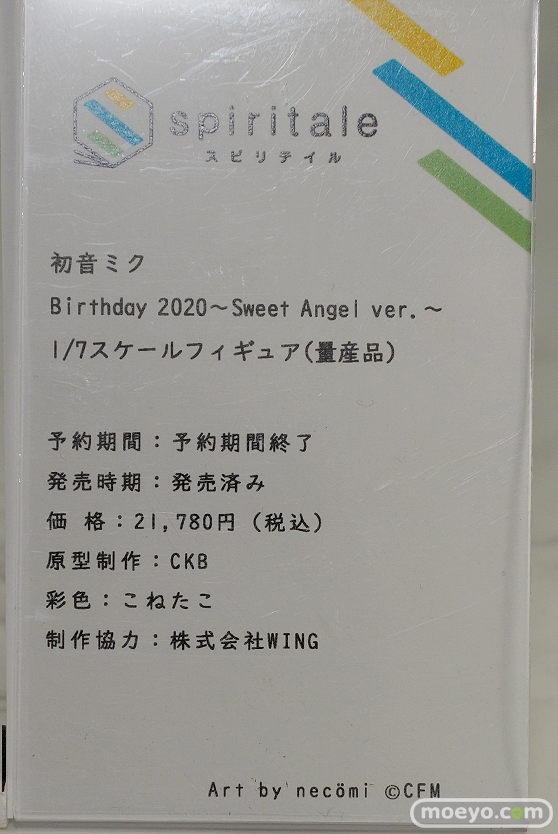 spiritale
スピリテイル
初音ミク
Birthday 2020～Sweet Angel ver.～
1/7スケールフィギュア(量産品)
予約期間：予約期間終了
発売時期：発売済み
価 格：21,780円 (税込)
原型制作：CKB
彩色：こねたこ
制作協力：株式会社WING
Art by necömi ©CFM
moeyo.com